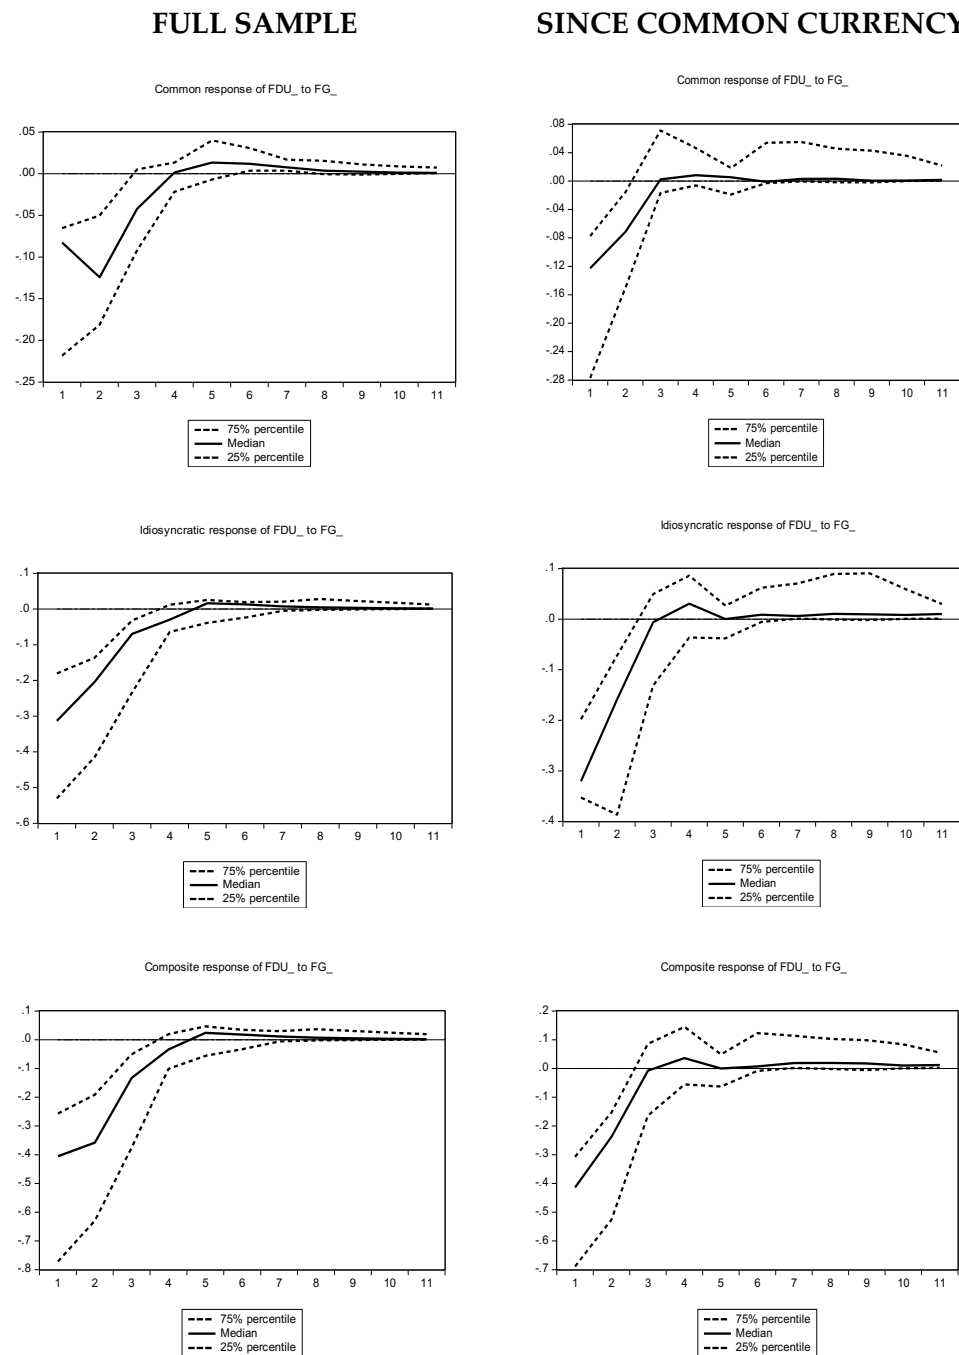 FULL SAMPLE
SINCE COMMON CURRENCY
Common response of FDU_ to FG_
.05
.00
-.05
-.10
-.15
-.20
-.25
1 2 3 4 5 6 7 8 9 10 11
75% percentile
Median
25% percentile
Common response of FDU_ to FG_
.08
.04
.00
-.04
-.08
-.12
-.16
-.20
-.24
-.28
1 2 3 4 5 6 7 8 9 10 11
75% percentile
Median
25% percentile
Idiosyncratic response of FDU_ to FG_
.1
.0
-.1
-.2
-.3
-.4
-.5
-.6
1 2 3 4 5 6 7 8 9 10 11
75% percentile
Median
25% percentile
Idiosyncratic response of FDU_ to FG_
.1
.0
-.1
-.2
-.3
-.4
1 2 3 4 5 6 7 8 9 10 11
75% percentile
Median
25% percentile
Composite response of FDU_ to FG_
.1
.0
-.1
-.2
-.3
-.4
-.5
-.6
-.7
-.8
1 2 3 4 5 6 7 8 9 10 11
75% percentile
Median
25% percentile
Composite response of FDU_ to FG_
.2
.1
.0
-.1
-.2
-.3
-.4
-.5
-.6
-.7
1 2 3 4 5 6 7 8 9 10 11
75% percentile
Median
25% percentile